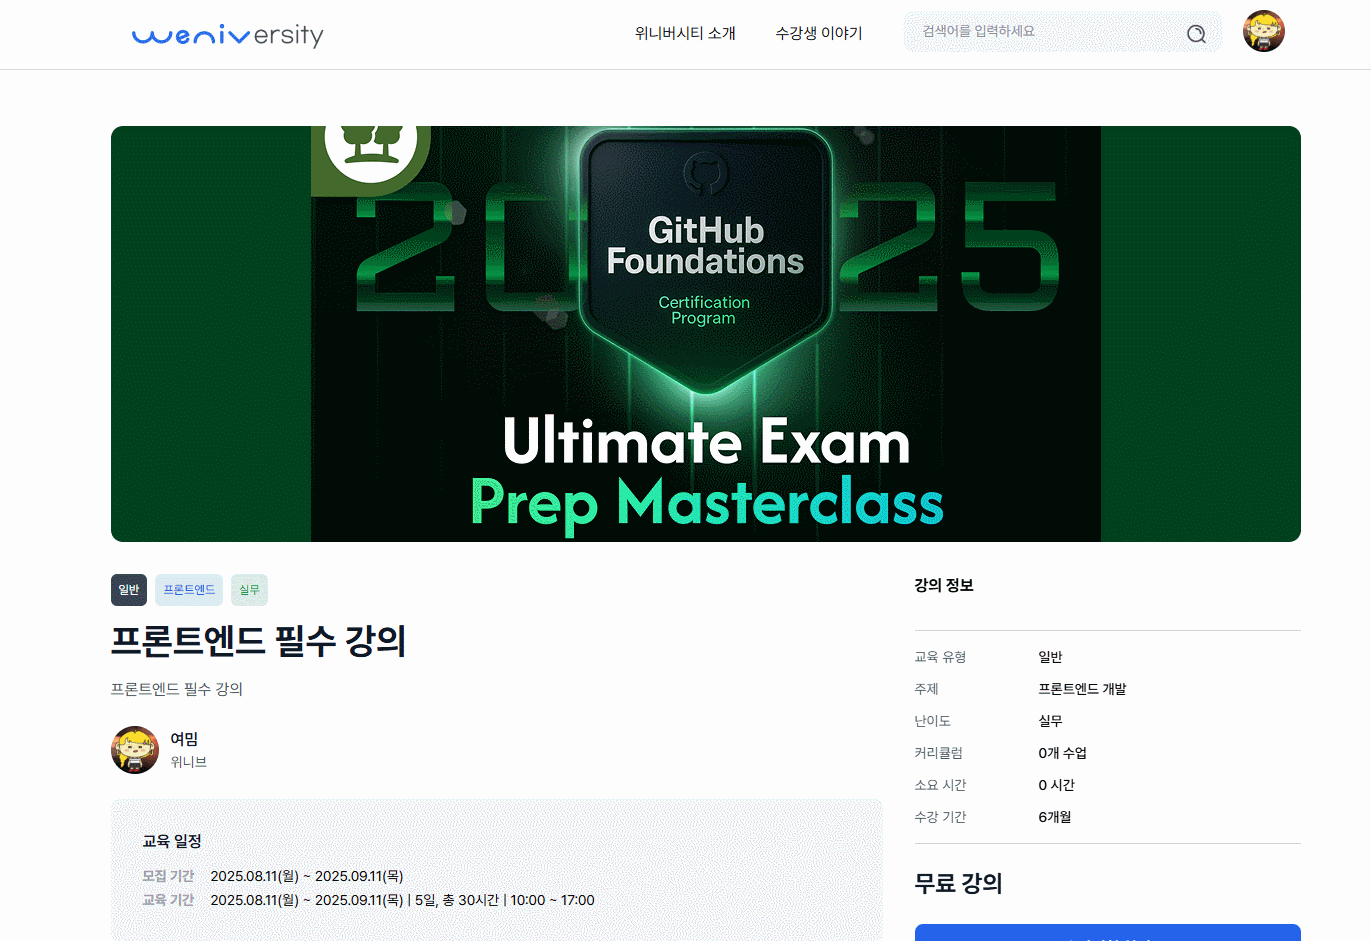 weniversity
위니버시티 소개
수강생 이야기
검색어를 입력하세요
2025
GitHub
Foundations
Certification
Program
Ultimate Exam
Prep Masterclass
일반
프론트엔드
실무
프론트엔드 필수 강의
프론트엔드 필수 강의
여밈
위니브
교육 일정
모집 기간 2025.08.11(월) ~ 2025.09.11(목)
교육 기간 2025.08.11(월) ~ 2025.09.11(목) | 5일, 총 30시간 | 10:00 ~ 17:00
강의 정보
교육 유형 일반
주제 프론트엔드 개발
난이도 실무
커리큘럼 0개 수업
소요 시간 0 시간
수강 기간 6개월
무료 강의